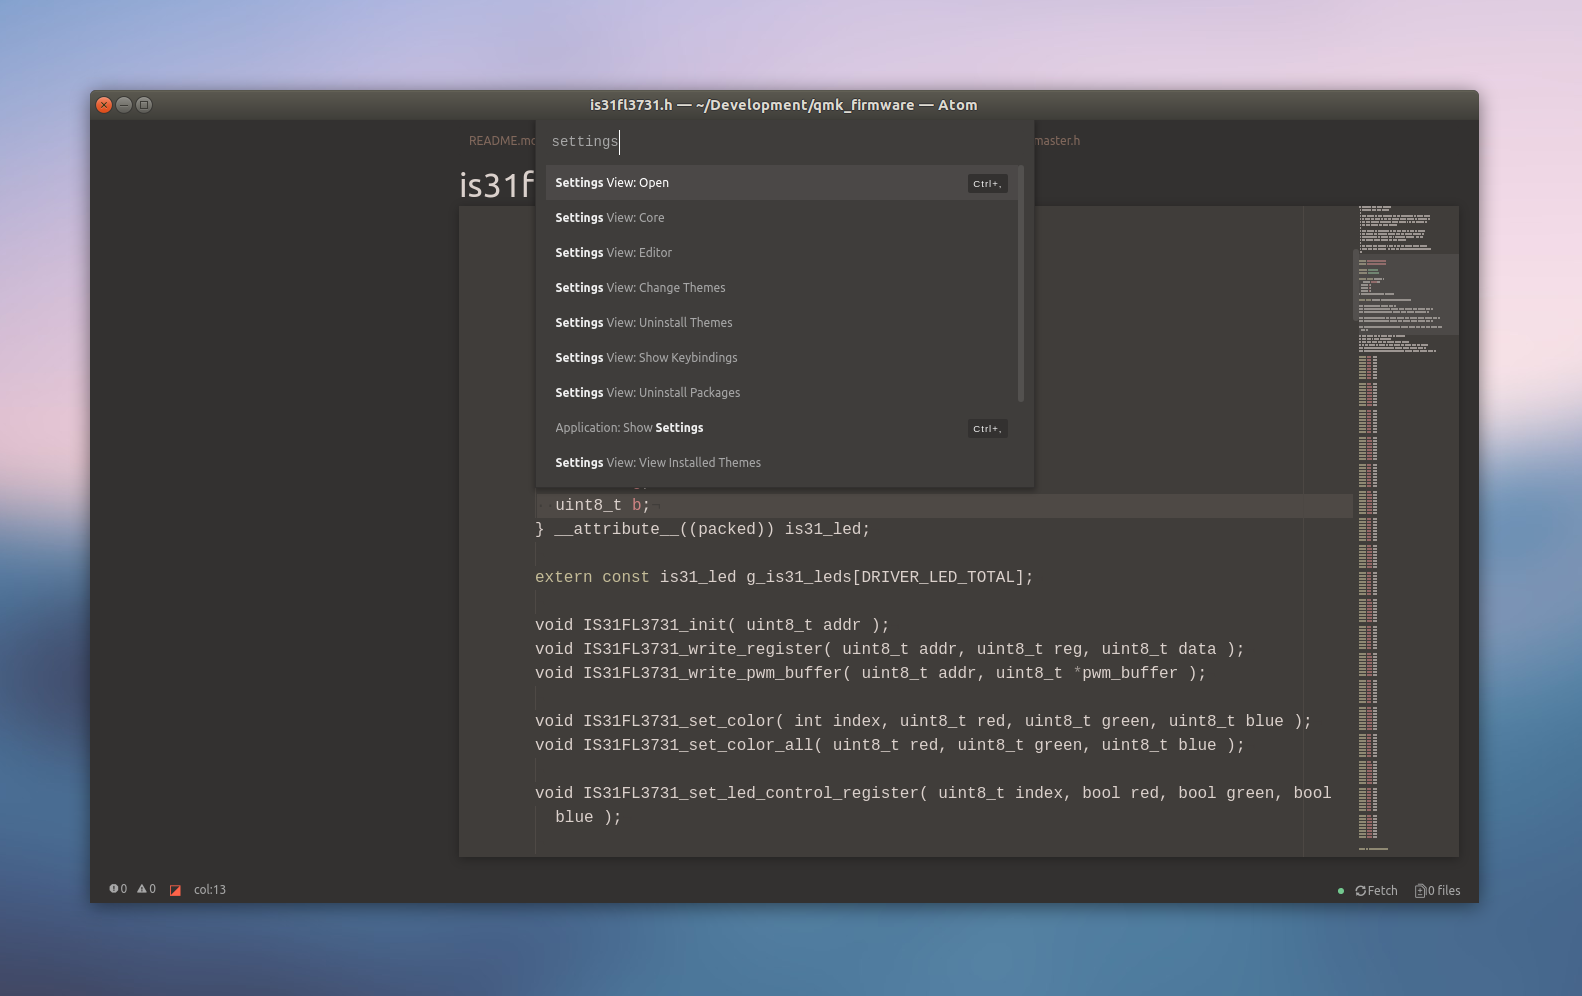 is31fl3731.h — ~/Development/qmk_firmware — Atom
README.m
master.h
settings
is31f
Settings View: Open Ctrl+,
Settings View: Core
Settings View: Editor
Settings View: Change Themes
Settings View: Uninstall Themes
Settings View: Show Keybindings
Settings View: Uninstall Packages
Application: Show Settings Ctrl+,
Settings View: View Installed Themes
uint8_t b;
} __attribute__((packed)) is31_led;
extern const is31_led g_is31_leds[DRIVER_LED_TOTAL];
void IS31FL3731_init( uint8_t addr );
void IS31FL3731_write_register( uint8_t addr, uint8_t reg, uint8_t data );
void IS31FL3731_write_pwm_buffer( uint8_t addr, uint8_t *pwm_buffer );
void IS31FL3731_set_color( int index, uint8_t red, uint8_t green, uint8_t blue );
void IS31FL3731_set_color_all( uint8_t red, uint8_t green, uint8_t blue );
void IS31FL3731_set_led_control_register( uint8_t index, bool red, bool green, bool
blue );
0 0 col:13 Fetch 0 files